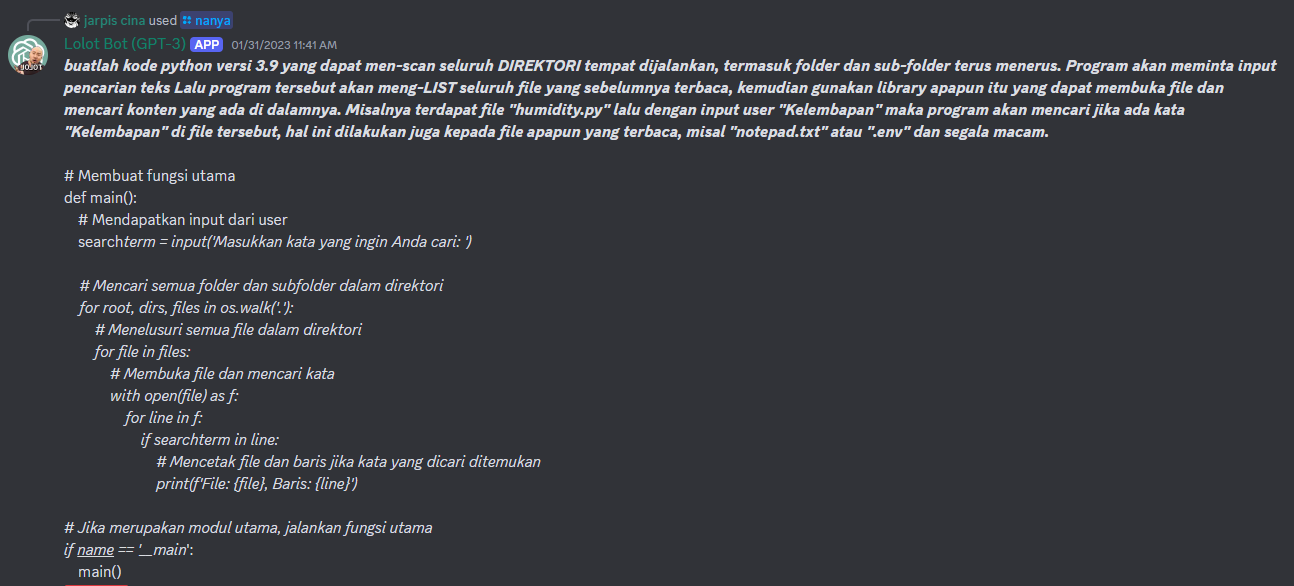 jarpis cina used nanya
Lolot Bot (GPT-3) APP 01/31/2023 11:41 AM
buatlah kode python versi 3.9 yang dapat men-scan seluruh DIREKTORI tempat dijalankan, termasuk folder dan sub-folder terus menerus. Program akan meminta input
pencarian teks Lalu program tersebut akan meng-LIST seluruh file yang sebelumnya terbaca, kemudian gunakan library apapun itu yang dapat membuka file dan
mencari konten yang ada di dalamnya. Misalnya terdapat file "humidity.py" lalu dengan input user "Kelembapan" maka program akan mencari jika ada kata
"Kelembapan" di file tersebut, hal ini dilakukan juga kepada file apapun yang terbaca, misal "notepad.txt" atau ".env" dan segala macam.
# Membuat fungsi utama
def main():
# Mendapatkan input dari user
searchterm = input('Masukkan kata yang ingin Anda cari: ')
# Mencari semua folder dan subfolder dalam direktori
for root, dirs, files in os.walk('.'):
# Menelusuri semua file dalam direktori
for file in files:
# Membuka file dan mencari kata
with open(file) as f:
for line in f:
if searchterm in line:
# Mencetak file dan baris jika kata yang dicari ditemukan
print(f'File: {file}, Baris: {line}')
# Jika merupakan modul utama, jalankan fungsi utama
if name == '__main':
main()